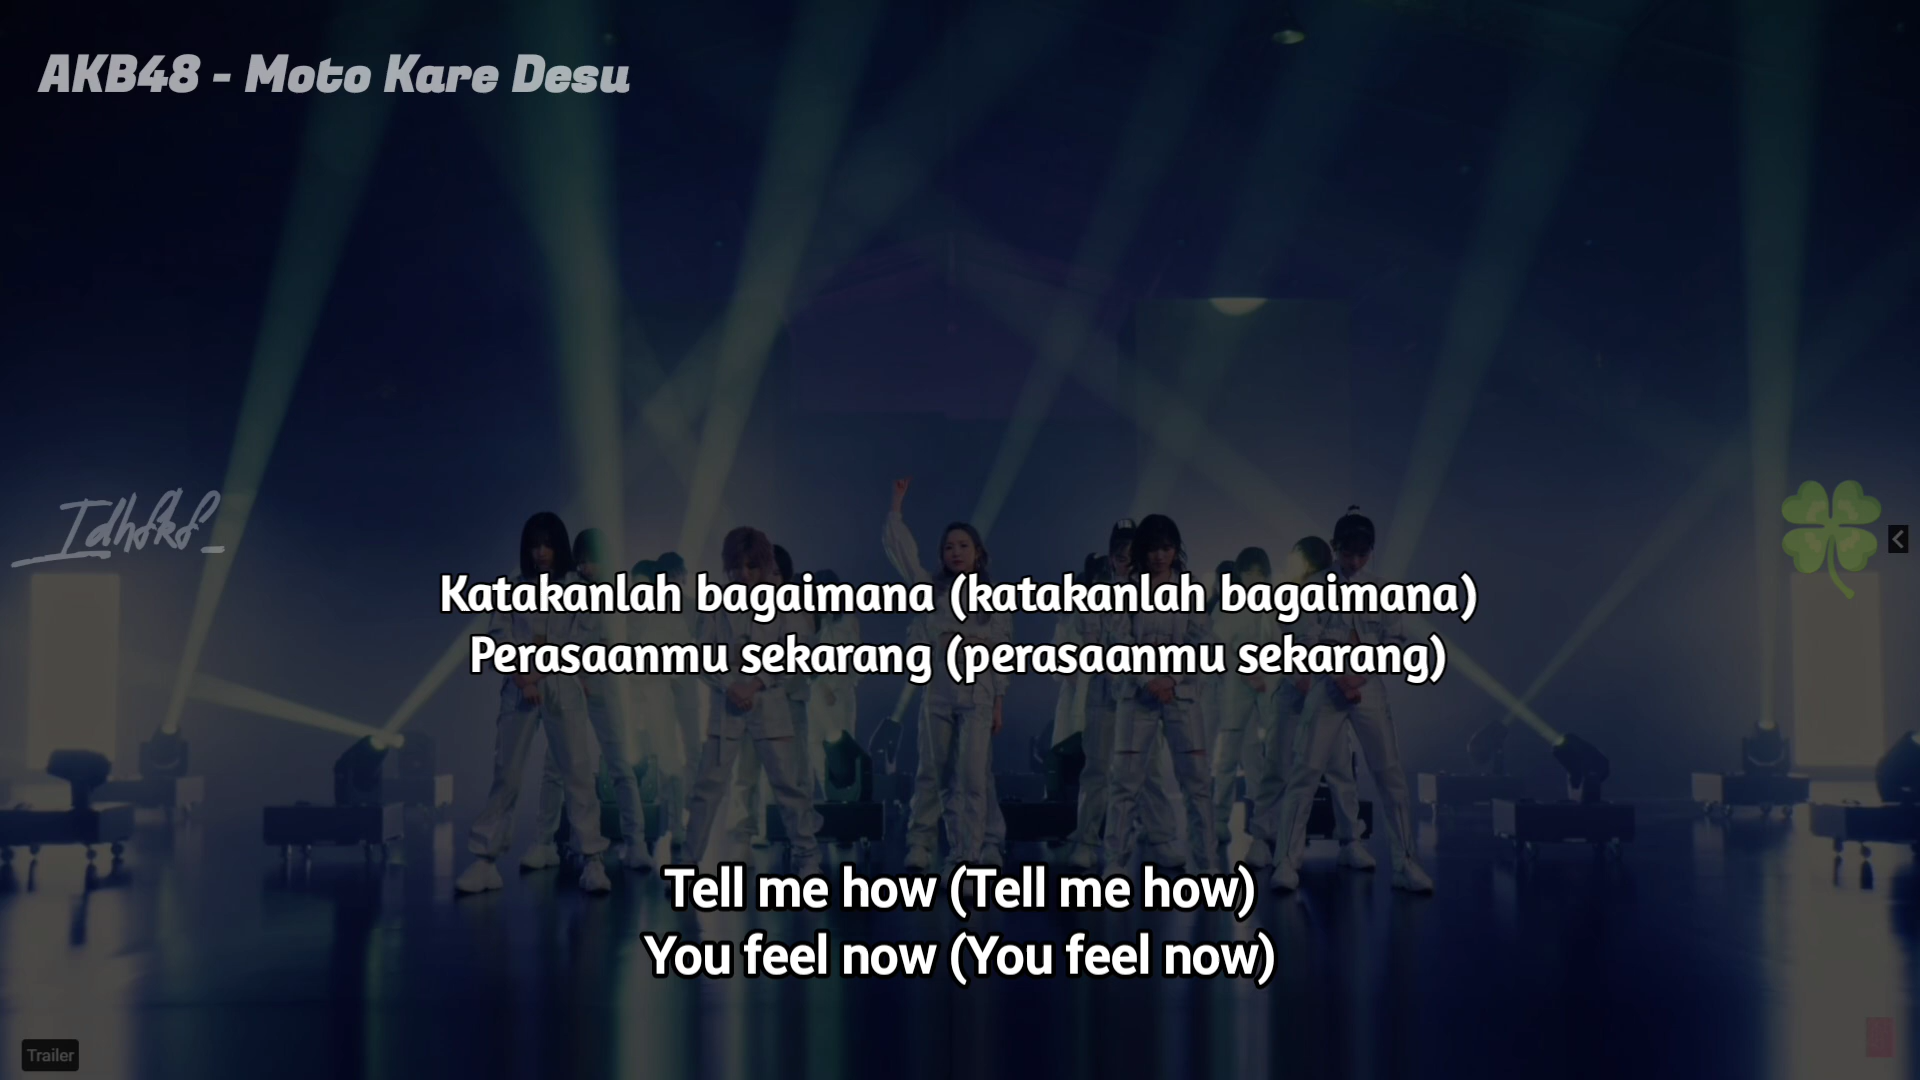 AKB48 - Moto Kare Desu
Idhsks_
Katakanlah bagaimana (katakanlah bagaimana)
Perasaanmu sekarang (perasaanmu sekarang)
Tell me how (Tell me how)
You feel now (You feel now)
Trailer